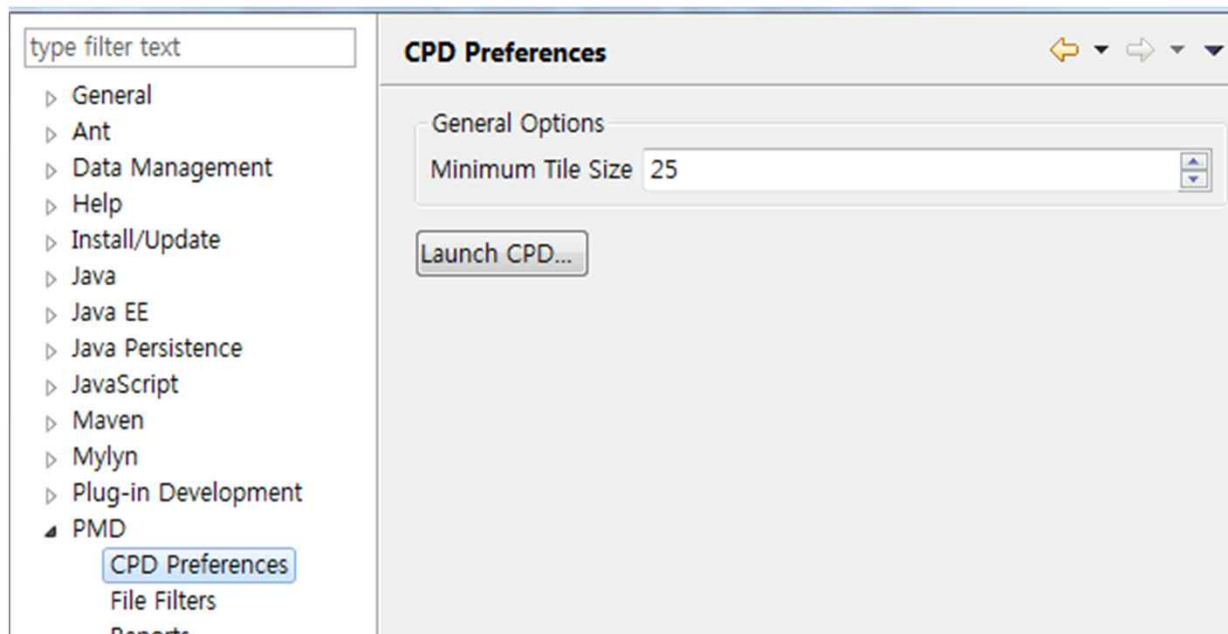 type filter text
General
Ant
Data Management
Help
Install/Update
Java
Java EE
Java Persistence
JavaScript
Maven
Mylyn
Plug-in Development
PMD
CPD Preferences
File Filters
Reports
CPD Preferences
General Options
Minimum Tile Size 25
Launch CPD...